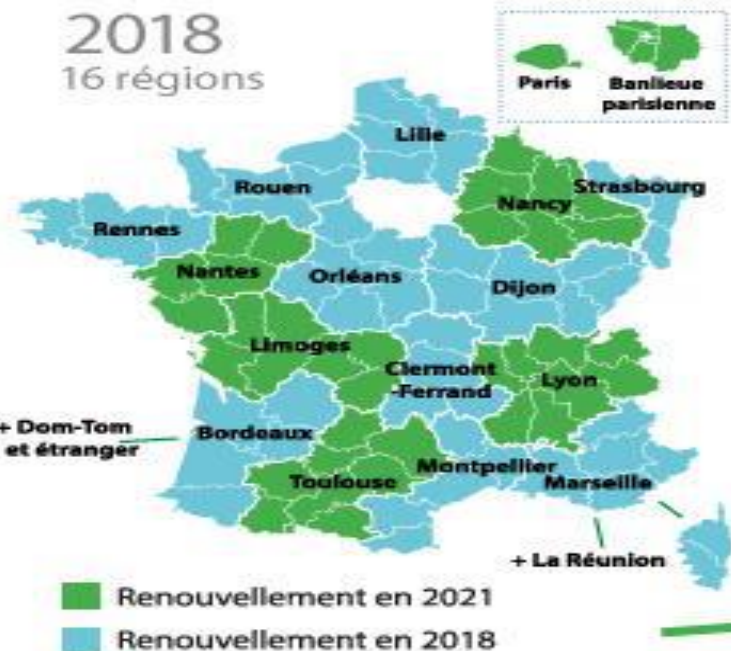 2018
16 régions
Paris
Banlieue
parisienne
Lille
Rouen
Strasbourg
Nancy
Rennes
Nantes
Orléans
Dijon
Limoges
Clermont
-Ferrand
Lyon
+ Dom-Tom
et étranger
Bordeaux
Montpellier
Toulouse
Marseille
+ La Réunion
Renouvellement en 2021
Renouvellement en 2018